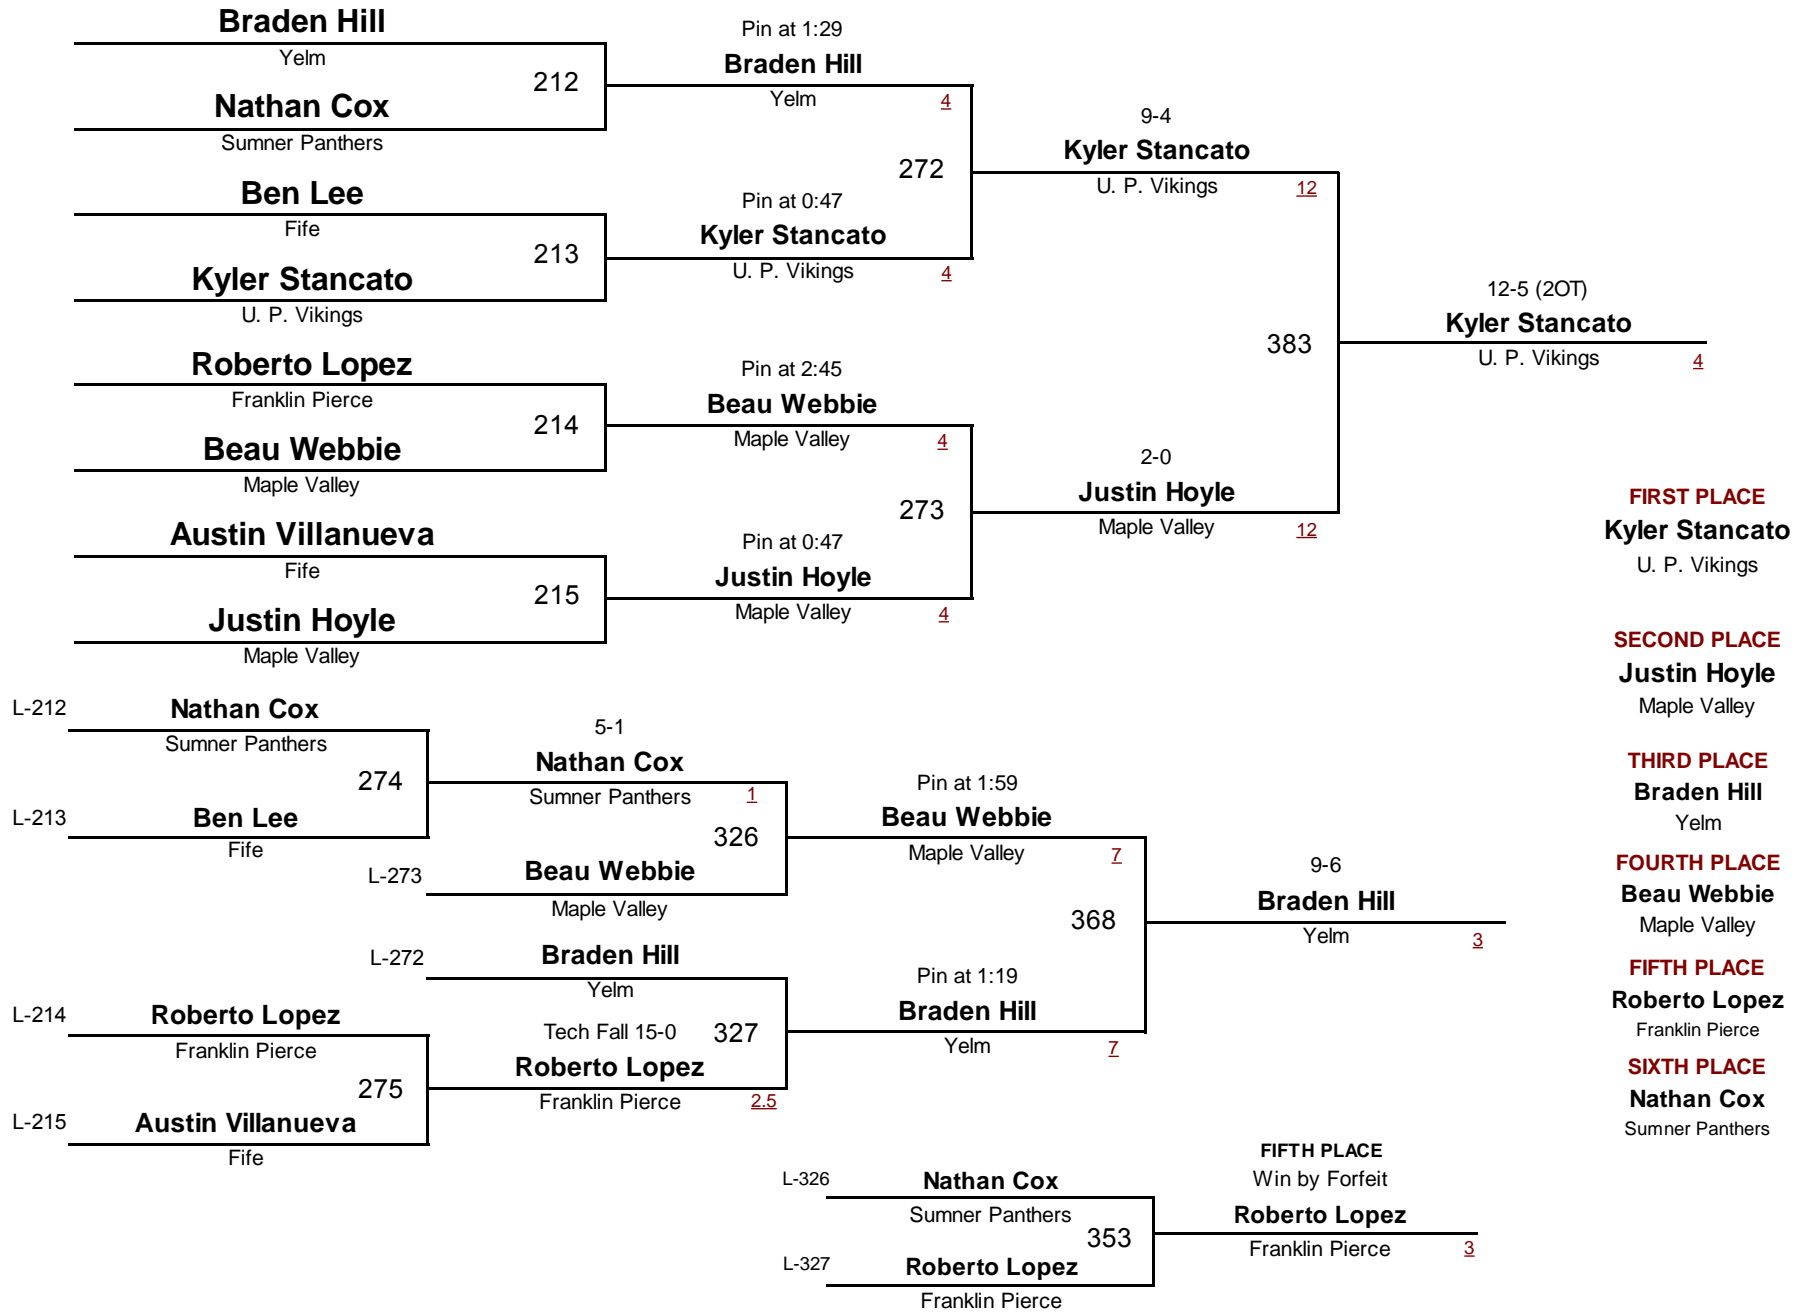 Braden Hill
Yelm
212
Nathan Cox
Sumner Panthers
Ben Lee
Fife
213
Kyler Stancato
U. P. Vikings
Roberto Lopez
Franklin Pierce
214
Beau Webbie
Maple Valley
Austin Villanueva
Fife
215
Justin Hoyle
Maple Valley
Pin at 1:29
Braden Hill
Yelm 4
272
Pin at 0:47
Kyler Stancato
U. P. Vikings 4
Pin at 2:45
Beau Webbie
Maple Valley 4
273
Pin at 0:47
Justin Hoyle
Maple Valley 4
9-4
Kyler Stancato
U. P. Vikings 12
383
2-0
Justin Hoyle
Maple Valley 12
12-5 (2OT)
Kyler Stancato
U. P. Vikings 4
L-212 Nathan Cox
Sumner Panthers
274
L-213 Ben Lee
Fife
5-1
Nathan Cox
Sumner Panthers 1
326
L-273 Beau Webbie
Maple Valley
L-272 Braden Hill
Yelm
Tech Fall 15-0 327
Roberto Lopez
Franklin Pierce 2.5
L-214 Roberto Lopez
Franklin Pierce
275
L-215 Austin Villanueva
Fife
Pin at 1:59
Beau Webbie
Maple Valley 7
368
Pin at 1:19
Braden Hill
Yelm 7
9-6
Braden Hill
Yelm 3
L-326 Nathan Cox
Sumner Panthers
353
L-327 Roberto Lopez
Franklin Pierce
FIFTH PLACE
Win by Forfeit
Roberto Lopez
Franklin Pierce 3
FIRST PLACE
Kyler Stancato
U. P. Vikings
SECOND PLACE
Justin Hoyle
Maple Valley
THIRD PLACE
Braden Hill
Yelm
FOURTH PLACE
Beau Webbie
Maple Valley
FIFTH PLACE
Roberto Lopez
Franklin Pierce
SIXTH PLACE
Nathan Cox
Sumner Panthers